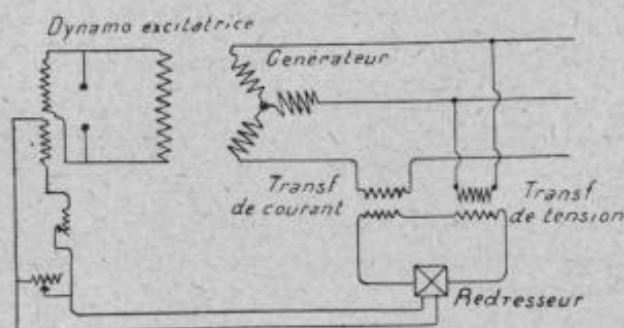 Dynamo excitatrice
Générateur
Transf
de courant
Transf
de tension
Redresseur